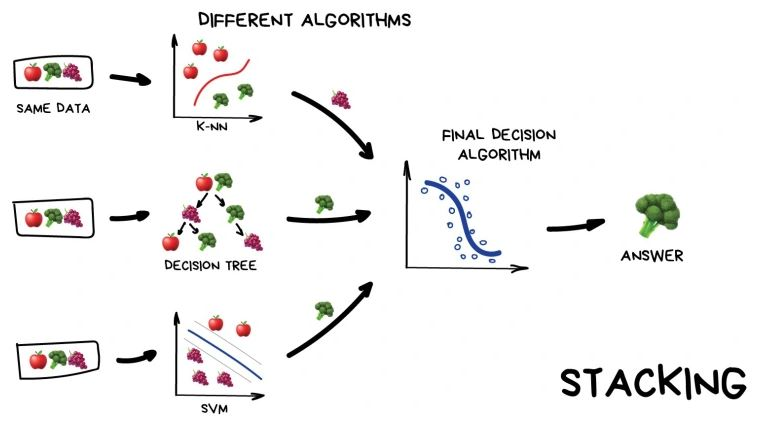 DIFFERENT ALGORITHMS
SAME DATA
K-NN
FINAL DECISION
ALGORITHM
DECISION TREE
ANSWER
SVM
STACKING